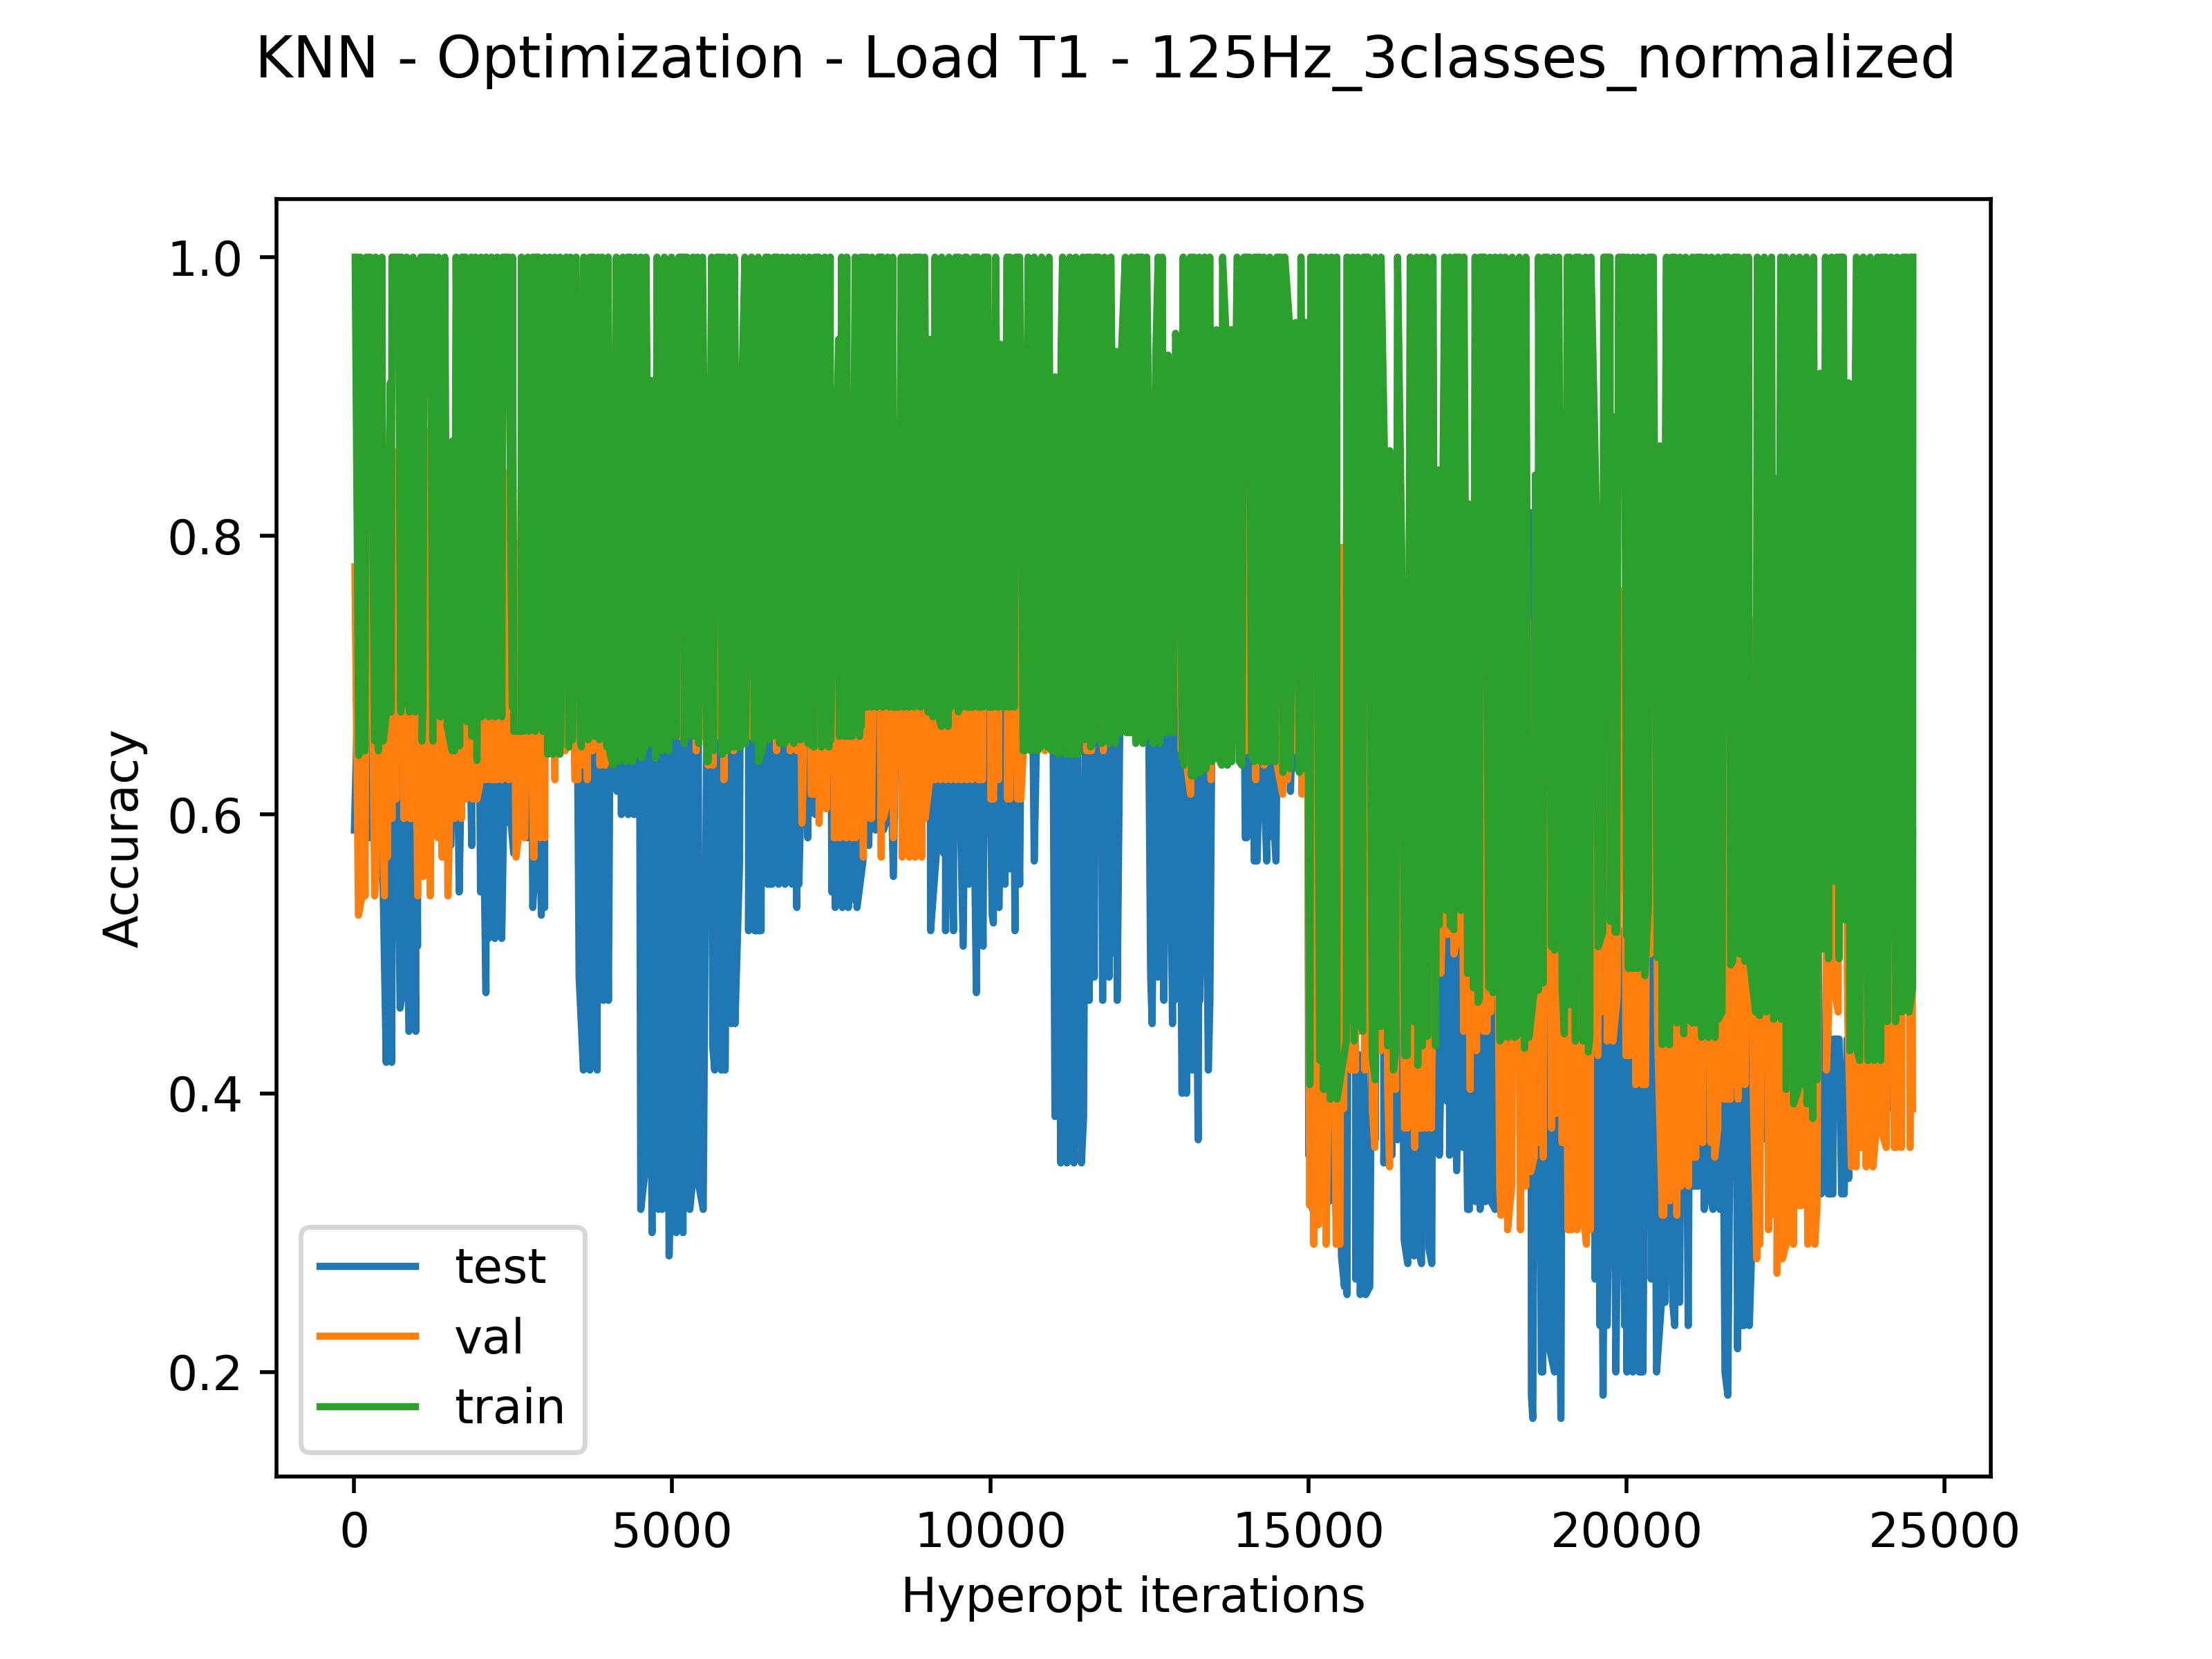 KNN - Optimization - Load T1 - 125Hz_3classes_normalized
1.0
0.8
0.6
0.4
0.2
Accuracy
test
val
train
0 5000 10000 15000 20000 25000
Hyperopt iterations